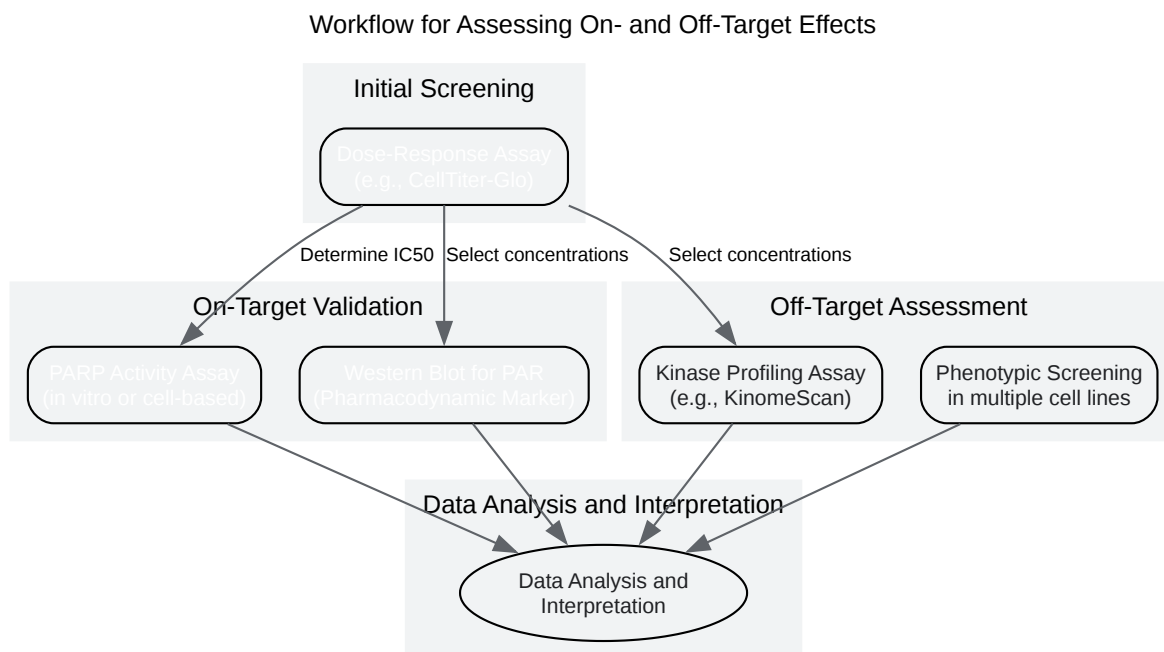 Workflow for Assessing On- and Off-Target Effects
Initial Screening
Dose-Response Assay
(e.g., CellTiter-Glo)
Determine IC50
Select concentrations
Select concentrations
On-Target Validation
Off-Target Assessment
PARP Activity Assay
(in vitro or cell-based)
Western Blot for PAR
(Pharmacodynamic Marker)
Kinase Profiling Assay
(e.g., KinomeScan)
Phenotypic Screening
in multiple cell lines
Data Analysis and Interpretation
Data Analysis and
Interpretation